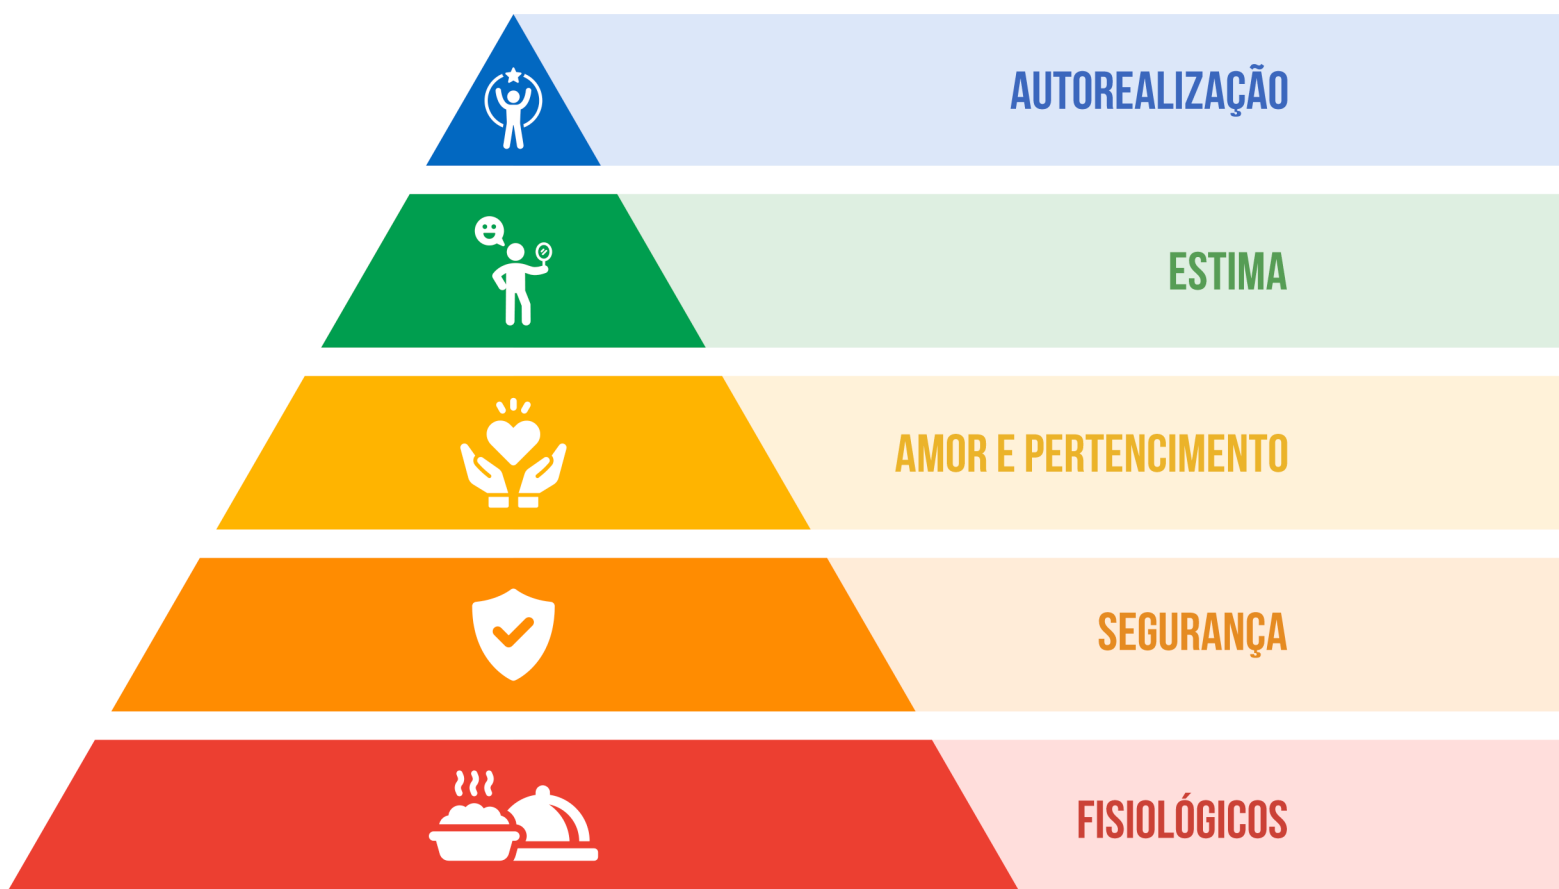 AUTOREALIZAÇÃO
ESTIMA
AMOR E PERTENCIMENTO
SEGURANÇA
FISIOLÓGICOS